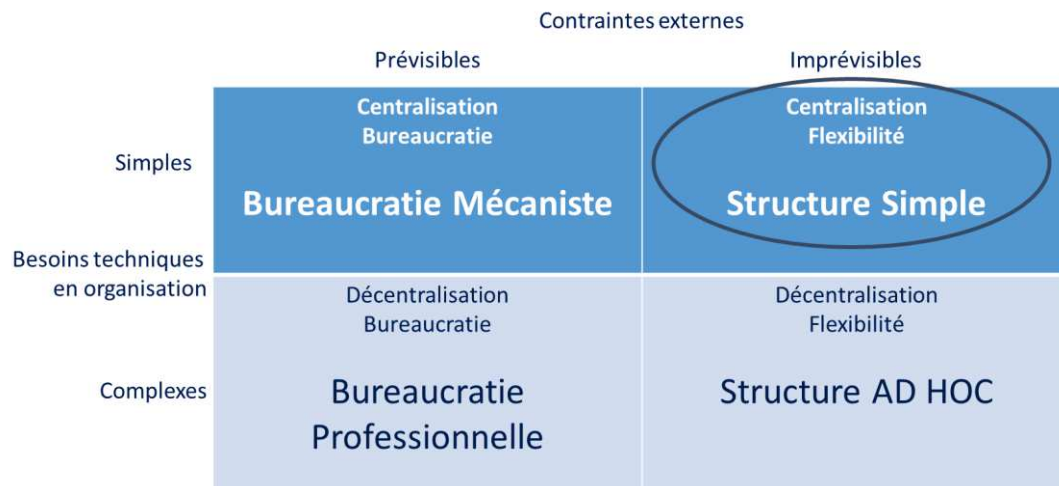 Contraintes externes
Prévisibles
Imprévisibles
Centralisation
Bureaucratie
Bureaucratie Mécaniste
Centralisation
Flexibilité
Structure Simple
Simples
Besoins techniques
en organisation
Complexes
Décentralisation
Bureaucratie
Bureaucratie
Professionnelle
Décentralisation
Flexibilité
Structure AD HOC